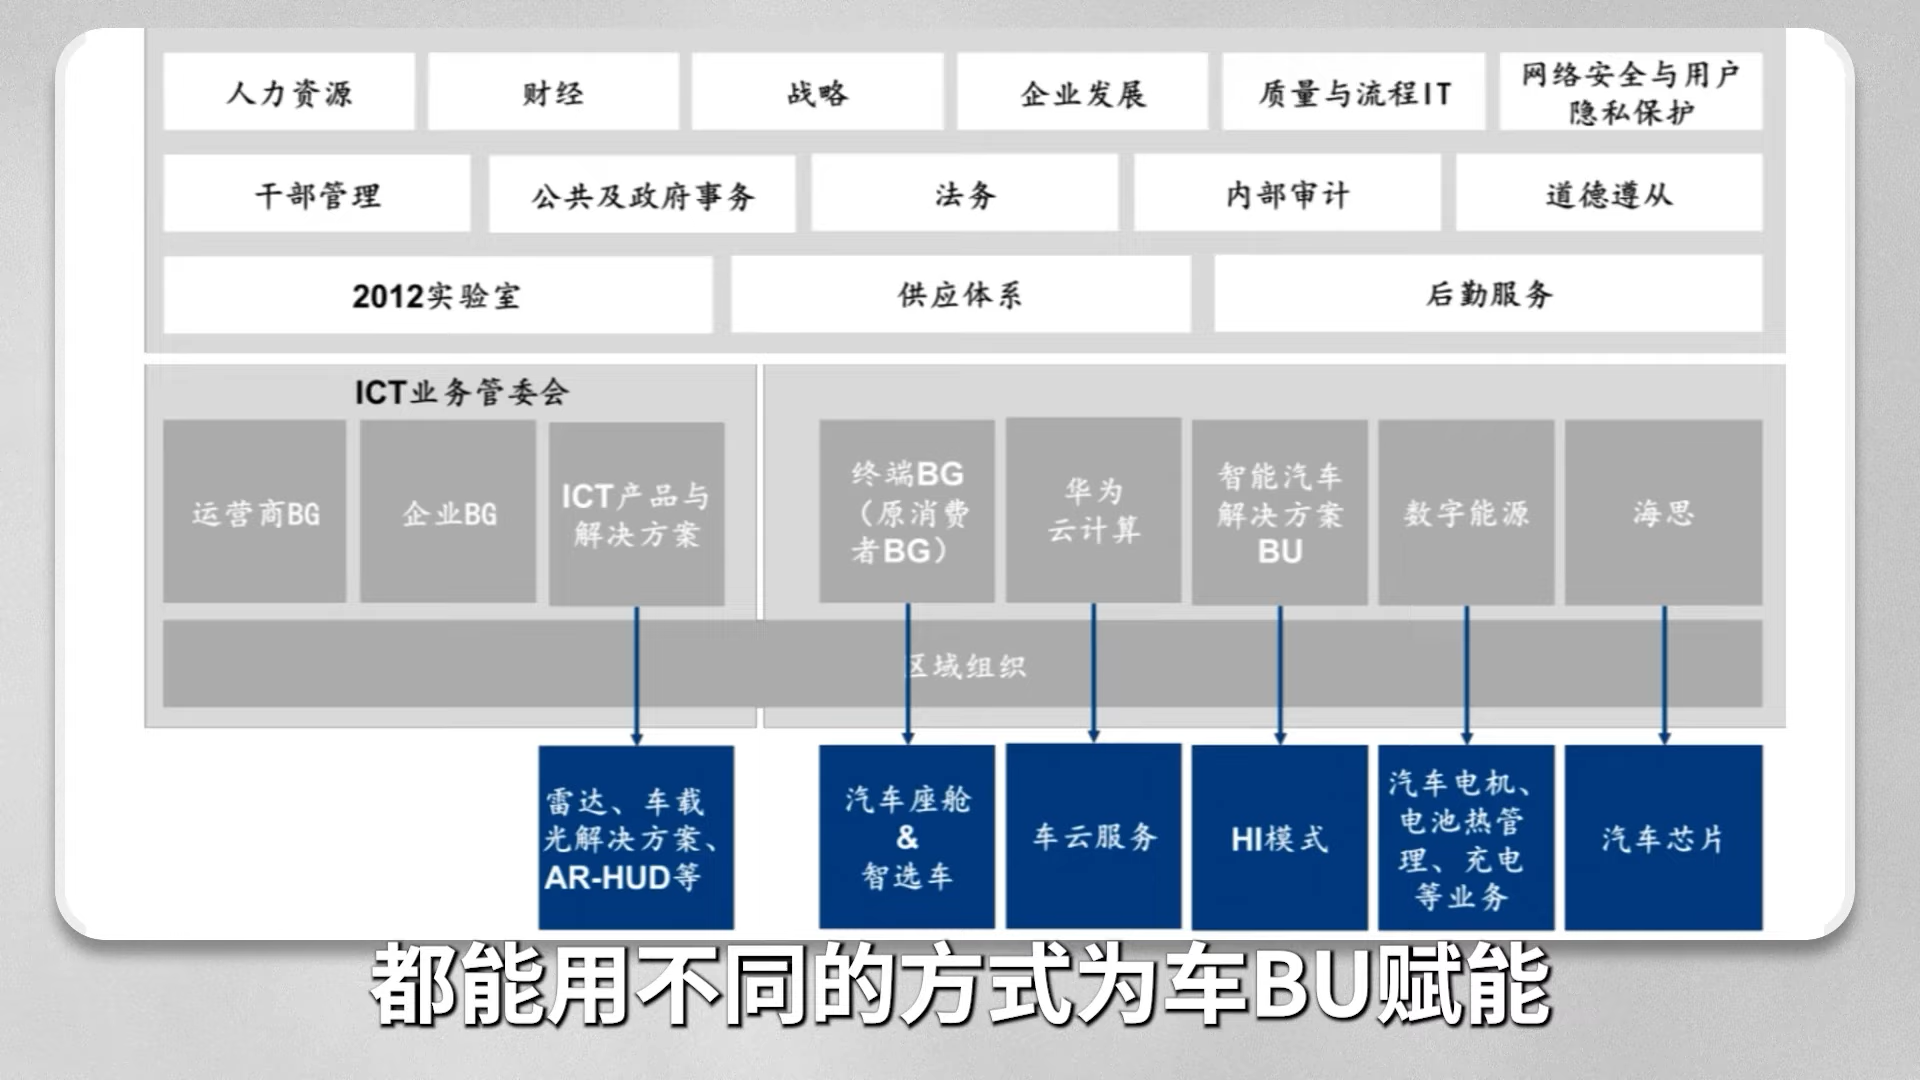 人力资源
财经
战略
企业发展
质量与流程IT
网络安全与用户
隐私保护
干部管理
公共及政府事务
法务
内部审计
道德遵从
2012实验室
供应体系
后勤服务
ICT业务管委会
运营商BG
企业BG
ICT产品与
解决方案
终端BG
（原消费
者BG）
华为
云计算
智能汽车
解决方案
BU
数字能源
海思
区域组织
雷达、车载
光解决方案、
AR-HUD等
汽车座舱
&
智选车
车云服务
HI模式
汽车电机、
电池热管
理、充电
等业务
汽车芯片
都能用不同的方式为车BU赋能